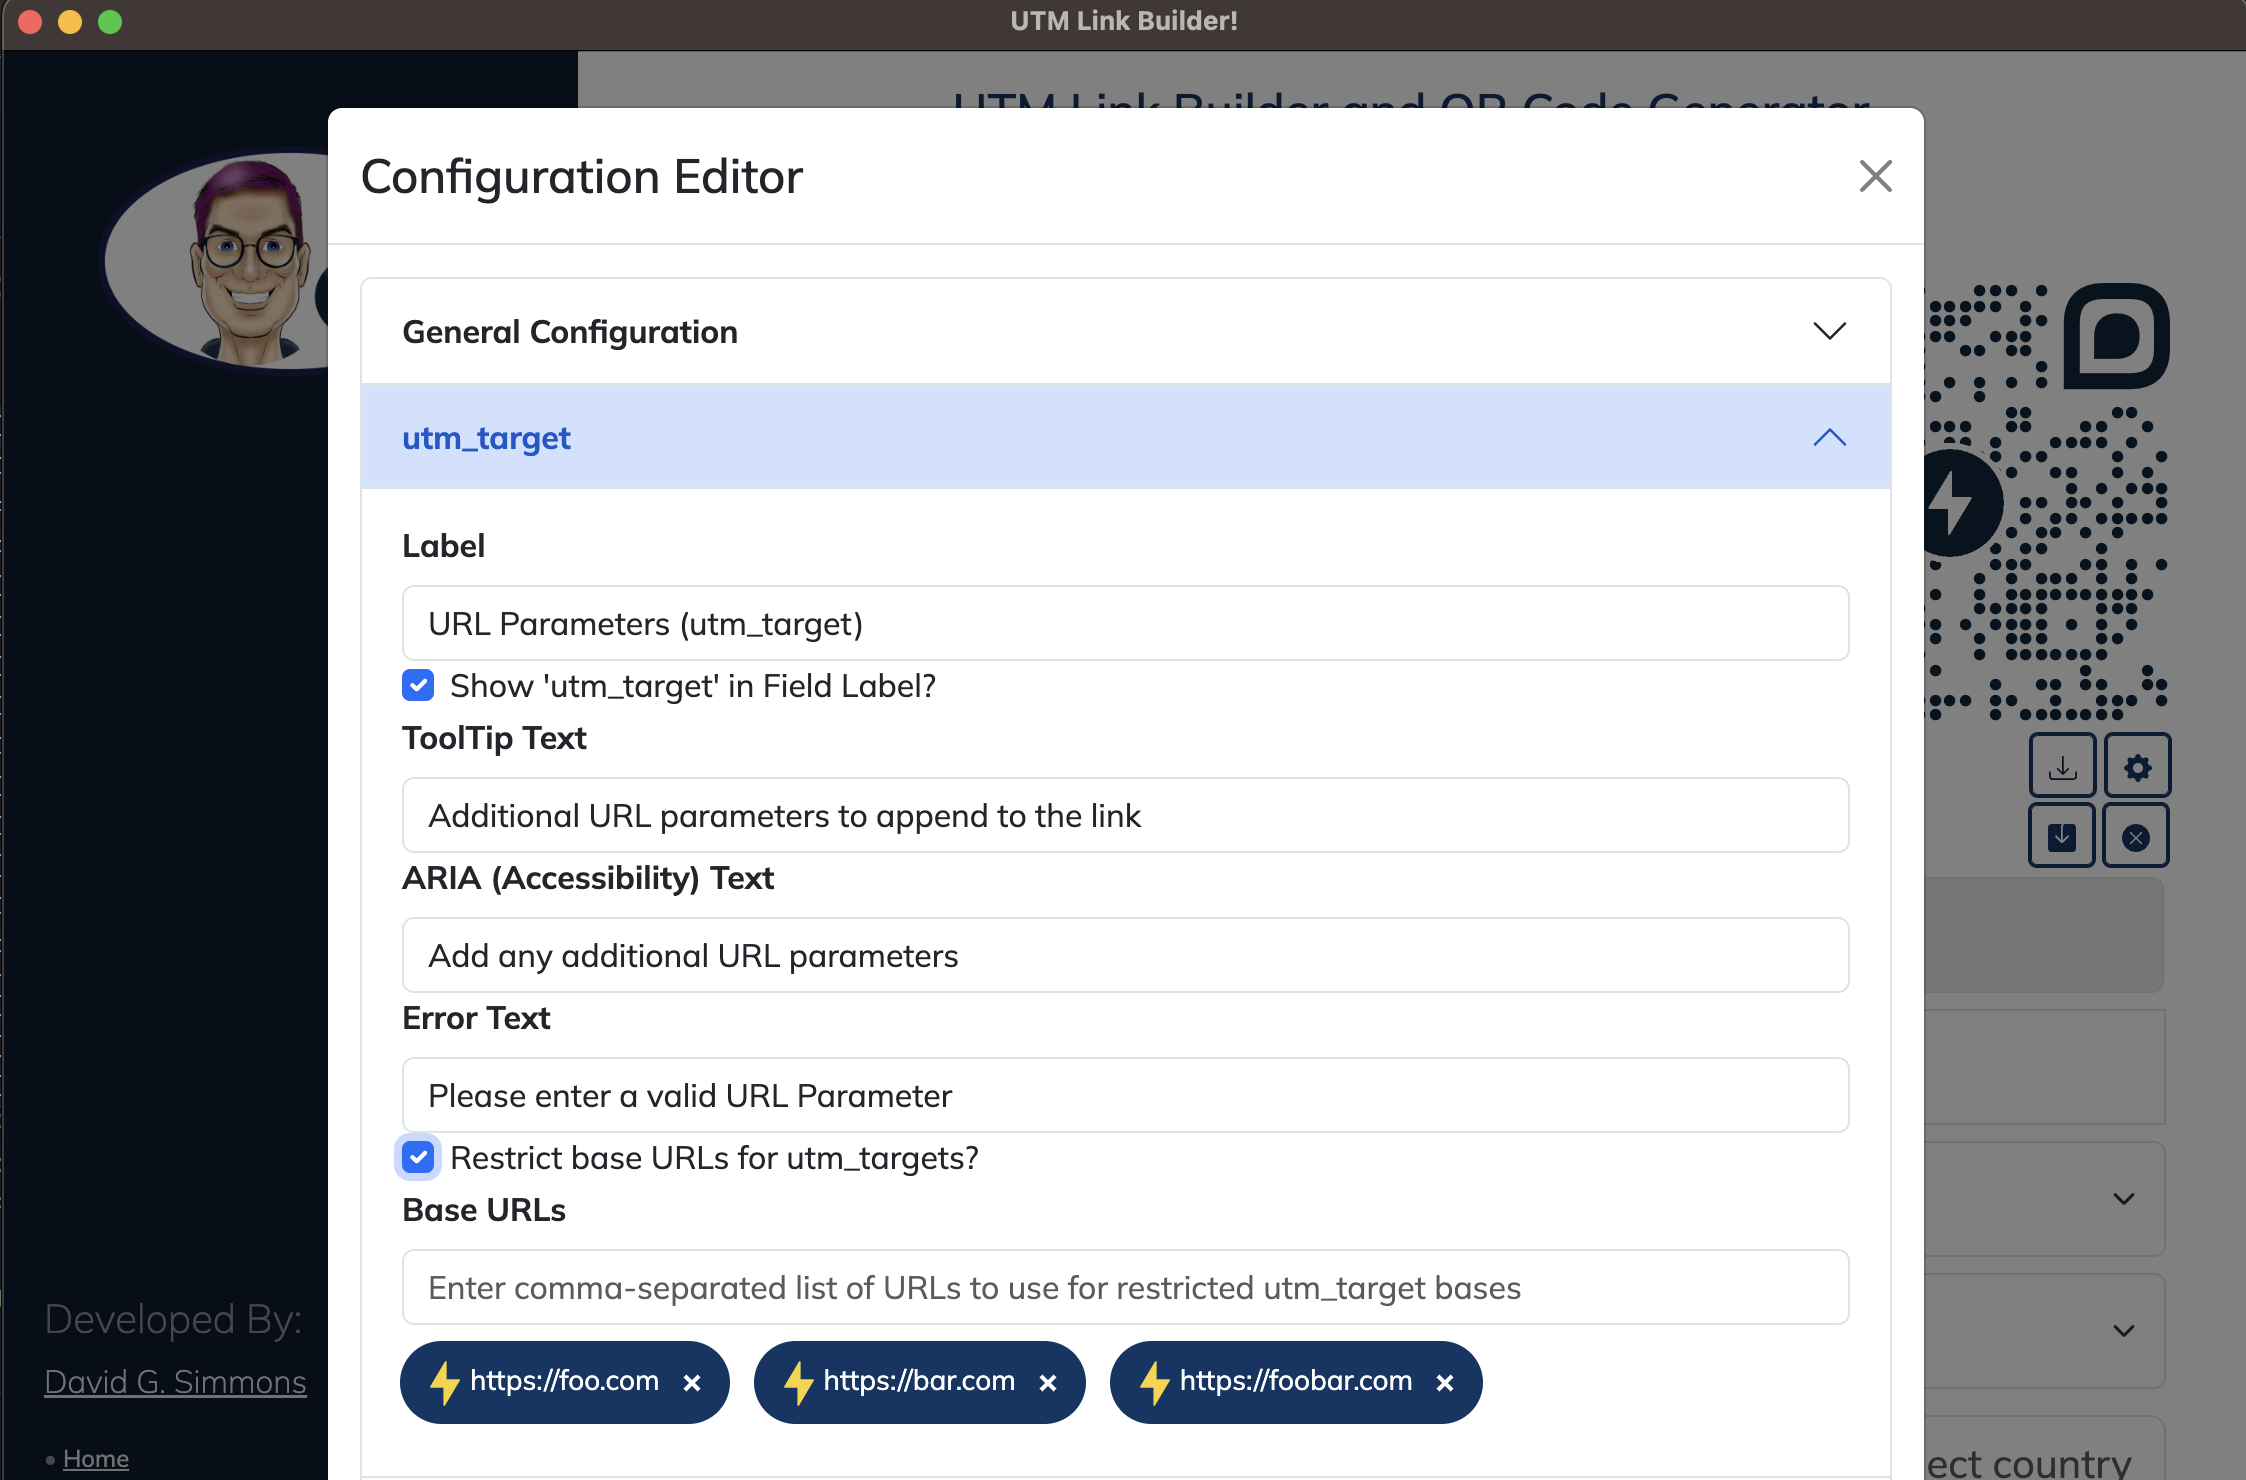 UTM Link Builder!
UTM Link Builder and QR Code Generator
Configuration Editor
General Configuration
utm_target
Label
URL Parameters (utm_target)
Show 'utm_target' in Field Label?
ToolTip Text
Additional URL parameters to append to the link
ARIA (Accessibility) Text
Add any additional URL parameters
Error Text
Please enter a valid URL Parameter
Restrict base URLs for utm_targets?
Base URLs
Enter comma-separated list of URLs to use for restricted utm_target bases
https://foo.com
https://bar.com
https://foobar.com
Developed By:
David G. Simmons
Home
ect country